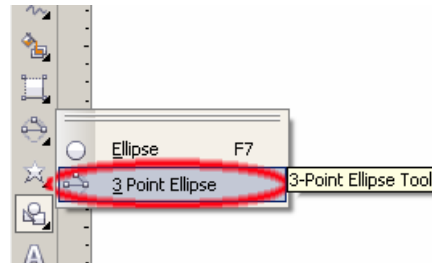 Ellipse F7
3 Point Ellipse
3-Point Ellipse Tool
A